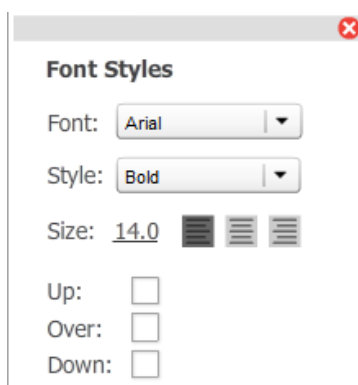 Font Styles
Font: Arial
Style: Bold
Size: 14.0
Up:
Over:
Down: